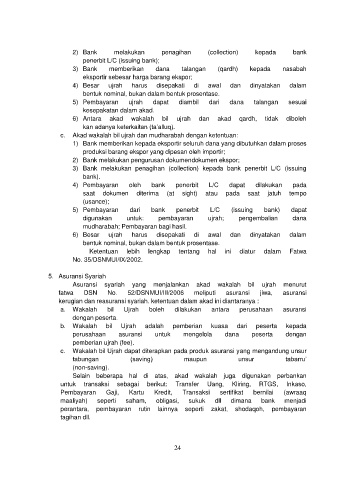 2) Bank melakukan penagihan (collection) kepada bank
penerbit L/C (issuing bank);
3) Bank memberikan dana talangan (qardh) kepada nasabah
eksportir sebesar harga barang ekspor;
4) Besar ujrah harus disepakati di awal dan dinyatakan dalam
bentuk nominal, bukan dalam bentuk prosentase.
5) Pembayaran ujrah dapat diambil dari dana talangan sesuai
kesepakatan dalam akad.
6) Antara akad wakalah bil ujrah dan akad qardh, tidak diboleh
kan adanya keterkaitan (ta'alluq).
c. Akad wakalah bil ujrah dan mudharabah dengan ketentuan:
1) Bank memberikan kepada eksportir seluruh dana yang dibutuhkan dalam proses
produksi barang ekspor yang dipesan oleh importir;
2) Bank melakukan pengurusan dokumendokumen ekspor;
3) Bank melakukan penagihan (collection) kepada bank penerbit L/C (issuing
bank).
4) Pembayaran oleh bank penerbit L/C dapat dilakukan pada
saat dokumen diterima (at sight) atau pada saat jatuh tempo
(usance);
5) Pembayaran dari bank penerbit L/C (issuing bank) dapat
digunakan untuk: pembayaran ujrah; pengembalian dana
mudharabah; Pembayaran bagi hasil.
6) Besar ujrah harus disepakati di awal dan dinyatakan dalam
bentuk nominal, bukan dalam bentuk prosentase.
Ketentuan lebih lengkap tentang hal ini diatur dalam Fatwa
No. 35/DSNMUI/IX/2002.
5. Asuransi Syariah
Asuransi syariah yang menjalankan akad wakalah bil ujrah menurut
fatwa DSN No. 52/DSNMUI/III/2006 meliputi asuransi jiwa, asuransi
kerugian dan reasuransi syariah. ketentuan dalam akad ini diantaranya :
a. Wakalah bil Ujrah boleh dilakukan antara perusahaan asuransi
dengan peserta.
b. Wakalah bil Ujrah adalah pemberian kuasa dari peserta kepada
perusahaan asuransi untuk mengelola dana peserta dengan
pemberian ujrah (fee).
c. Wakalah bil Ujrah dapat diterapkan pada produk asuransi yang mengandung unsur
tabungan (saving) maupun unsur tabarru'
(non-saving).
Selain beberapa hal di atas, akad wakalah juga digunakan perbankan
untuk transaksi sebagai berikut: Transfer Uang, Kliring, RTGS, Inkaso,
Pembayaran Gaji, Kartu Kredit, Transaksi sertifikat bernilai (awraaq
maaliyah) seperti saham, obligasi, sukuk dll dimana bank menjadi
perantara, pembayaran rutin lainnya seperti zakat, shodaqoh, pembayaran
tagihan dll.
24